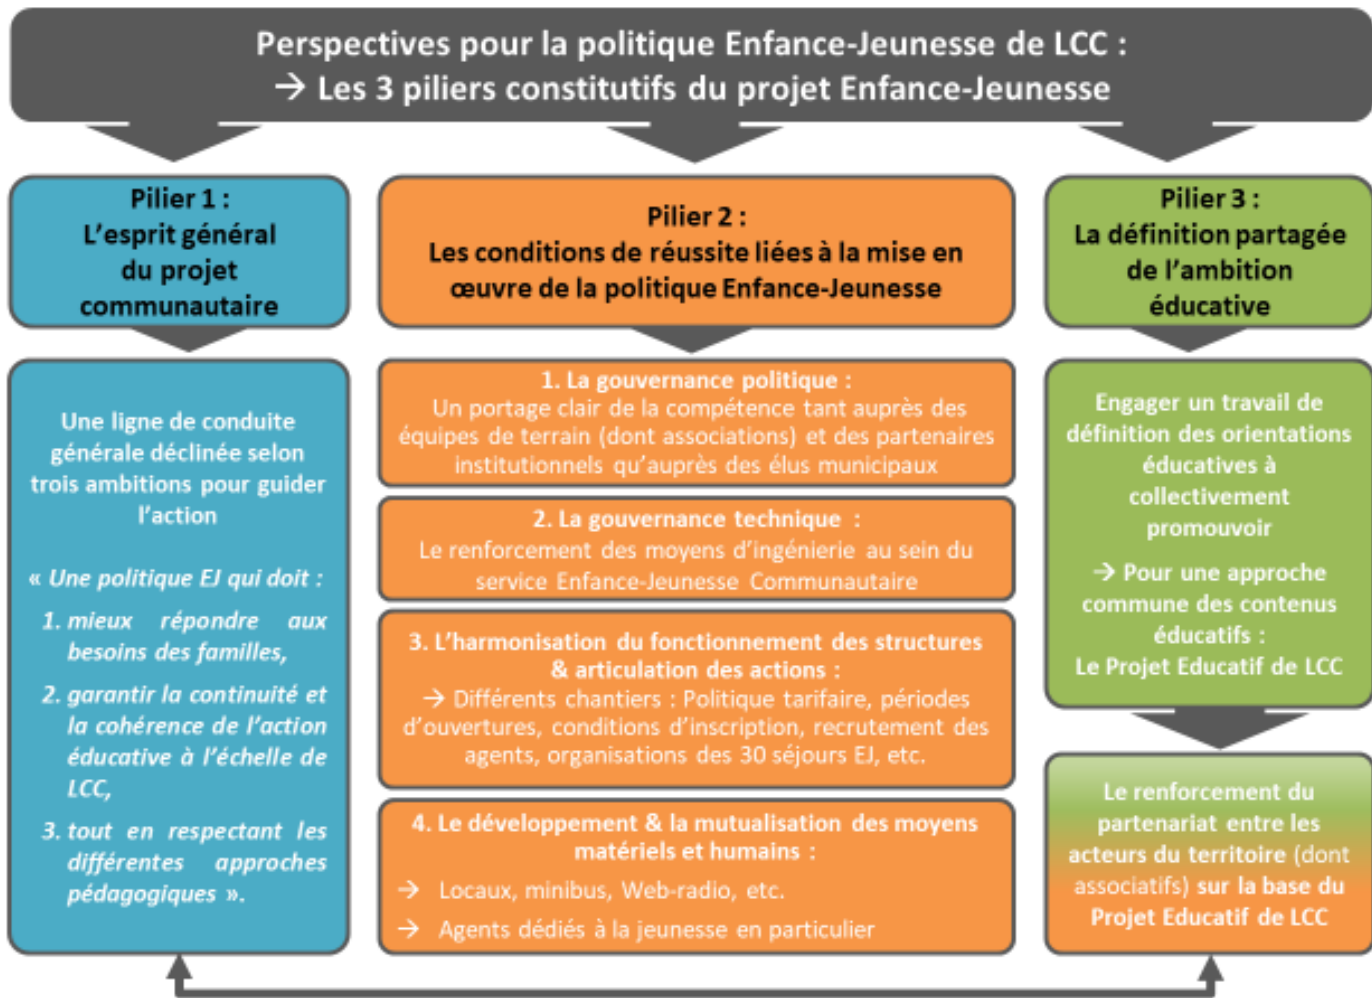 Perspectives pour la politique Enfance-Jeunesse de LCC :
→ Les 3 piliers constitutifs du projet Enfance-Jeunesse
Pilier 1 :
L'esprit général
du projet
communautaire
Une ligne de conduite
générale déclinée selon
trois ambitions pour guider
l'action
« Une politique EJ qui doit :
1. mieux répondre aux
besoins des familles,
2. garantir la continuité et
la cohérence de l'action
éducative à l'échelle de
LCC,
3. tout en respectant les
différentes approches
pédagogiques ».
Pilier 2 :
Les conditions de réussite liées à la mise en
œuvre de la politique Enfance-Jeunesse
1. La gouvernance politique :
Un portage clair de la compétence tant auprès des
équipes de terrain (dont associations) et des partenaires
institutionnels qu'auprès des élus municipaux
2. La gouvernance technique :
Le renforcement des moyens d'ingénierie au sein du
service Enfance-Jeunesse Communautaire
3. L'harmonisation du fonctionnement des structures
& articulation des actions :
→ Différents chantiers : Politique tarifaire, périodes
d'ouvertures, conditions d'inscription, recrutement des
agents, organisations des 30 séjours EJ, etc.
4. Le développement & la mutualisation des moyens
matériels et humains :
→ Locaux, minibus, Web-radio, etc.
→ Agents dédiés à la jeunesse en particulier
Pilier 3 :
La définition partagée
de l'ambition
éducative
Engager un travail de
définition des orientations
éducatives à
collectivement
promouvoir
→ Pour une approche
commune des contenus
éducatifs :
Le Projet Educatif de LCC
Le renforcement du
partenariat entre les
acteurs du territoire (dont
associatifs) sur la base du
Projet Educatif de LCC